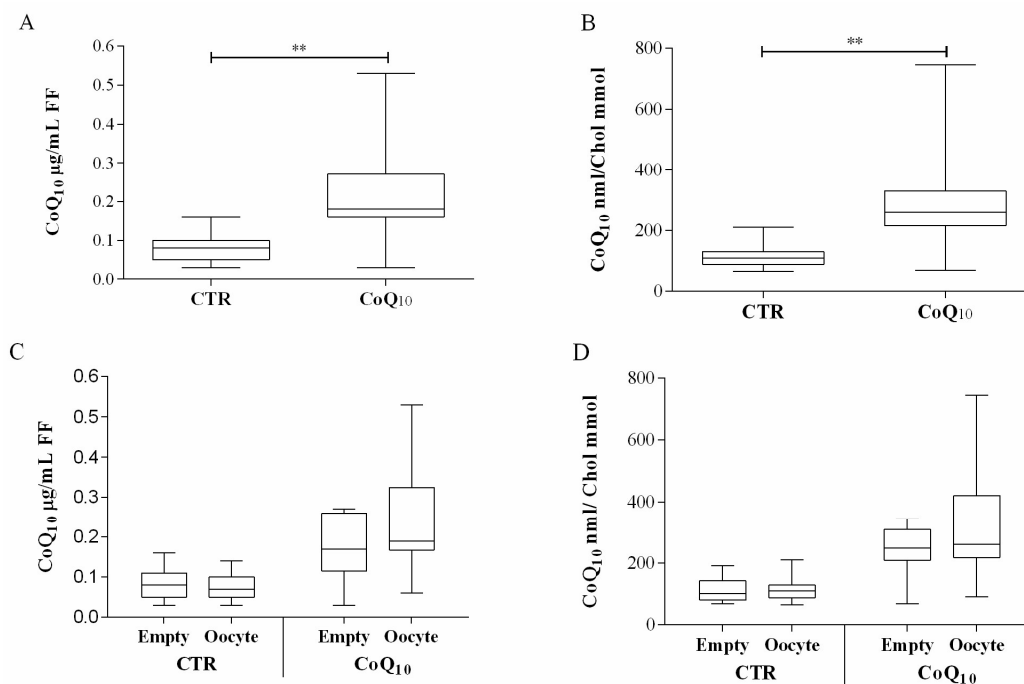 A
CoQ10 µg/mL FF
0.6
0.5
0.4
0.3
0.2
0.1
0.0
**
CTR
CoQ10
B
CoQ10 nml/Chol mmol
800
600
400
200
0
**
CTR
CoQ10
C
CoQ10 µg/mL FF
0.6
0.5
0.4
0.3
0.2
0.1
0.0
Empty Oocyte Empty Oocyte
CTR CoQ10
D
CoQ10 nml/ Chol mmol
800
600
400
200
0
Empty Oocyte Empty Oocyte
CTR CoQ10